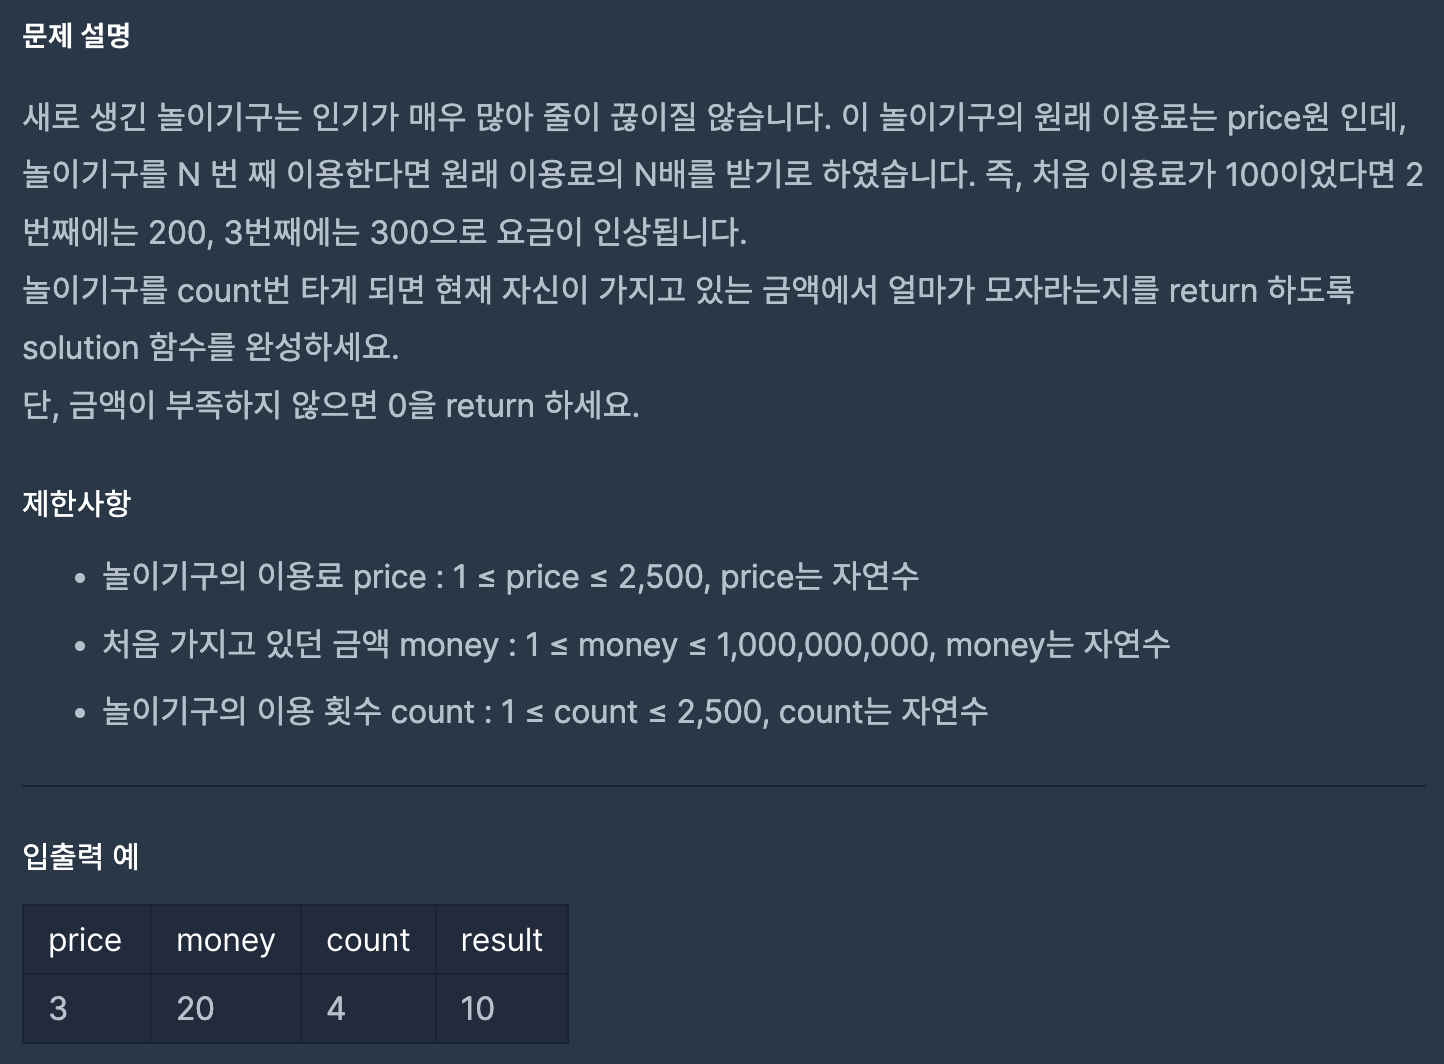 문제 설명
새로 생긴 놀이기구는 인기가 매우 많아 줄이 끊이질 않습니다. 이 놀이기구의 원래 이용료는 price원 인데,
놀이기구를 N 번 째 이용한다면 원래 이용료의 N배를 받기로 하였습니다. 즉, 처음 이용료가 100이었다면 2
번째에는 200, 3번째에는 300으로 요금이 인상됩니다.
놀이기구를 count번 타게 되면 현재 자신이 가지고 있는 금액에서 얼마가 모자라는지를 return 하도록
solution 함수를 완성하세요.
단, 금액이 부족하지 않으면 0을 return 하세요.
제한사항
• 놀이기구의 이용료 price : 1 ≤ price ≤ 2,500, price는 자연수
• 처음 가지고 있던 금액 money : 1 ≤ money ≤ 1,000,000,000, money는 자연수
• 놀이기구의 이용 횟수 count : 1 ≤ count ≤ 2,500, count는 자연수
입출력 예
price money count result
3 20 4 10